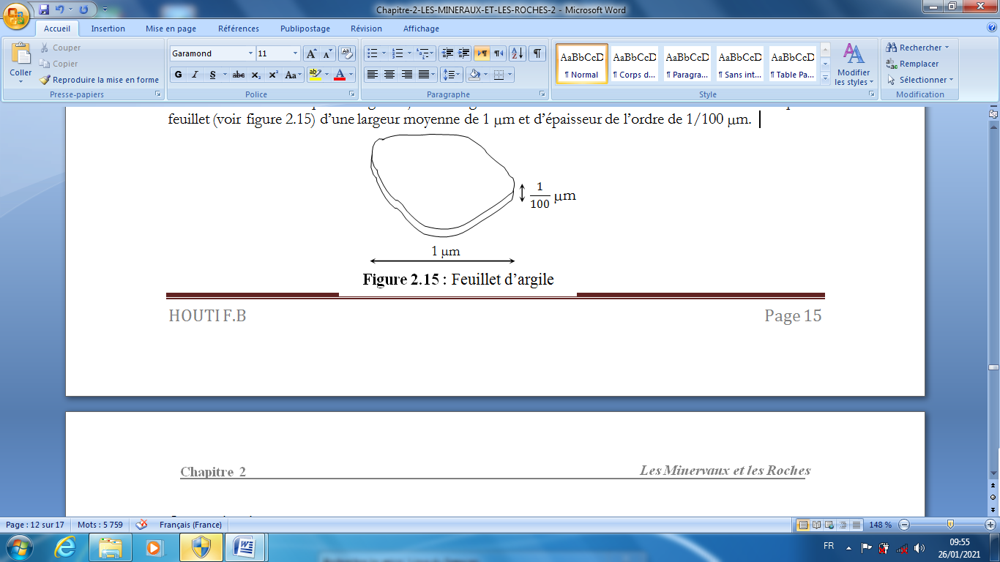 Chapitre-2-LES-MINERAUX-ET-LES-ROCHES-2 - Microsoft Word
Accueil Insertion Mise en page Références Publipostage Révision Affichage
Coller
Couper
Copier
Reproduire la mise en forme
Presse-papiers
Garamond 11
G I S abc x₂ x² Aa
Police
Paragraphe
AaBbCcD AaBbCcD AaBbCcD AaBbCcD AaBbCcD
¶ Normal ¶ Corps d... ¶ Paragra... ¶ Sans int... ¶ Table Pa...
Modifier
les styles
Style
Rechercher
Remplacer
Sélectionner
Modification
feuillet (voir figure 2.15) d’une largeur moyenne de 1 μm et d’épaisseur de l’ordre de 1/100 μm.
1/100 μm
1 μm
Figure 2.15 : Feuillet d’argile
HOUTI F.B Page 15
Chapitre 2 Les Minervaux et les Roches
Page : 12 sur 17 Mots : 5 759 Français (France) 148 %
FR 09:55
26/01/2021